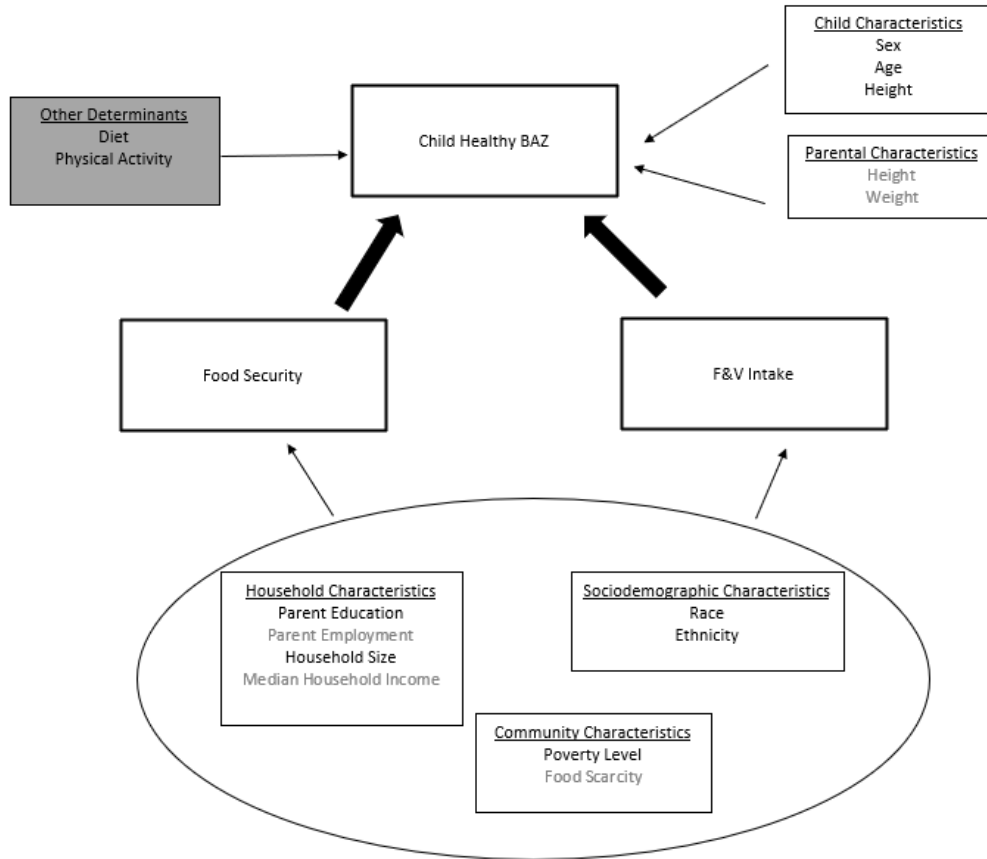 Child Characteristics
Sex
Age
Height
Other Determinants
Diet
Physical Activity
Child Healthy BAZ
Parental Characteristics
Height
Weight
Food Security
F&V Intake
Household Characteristics
Parent Education
Parent Employment
Household Size
Median Household Income
Sociodemographic Characteristics
Race
Ethnicity
Community Characteristics
Poverty Level
Food Scarcity